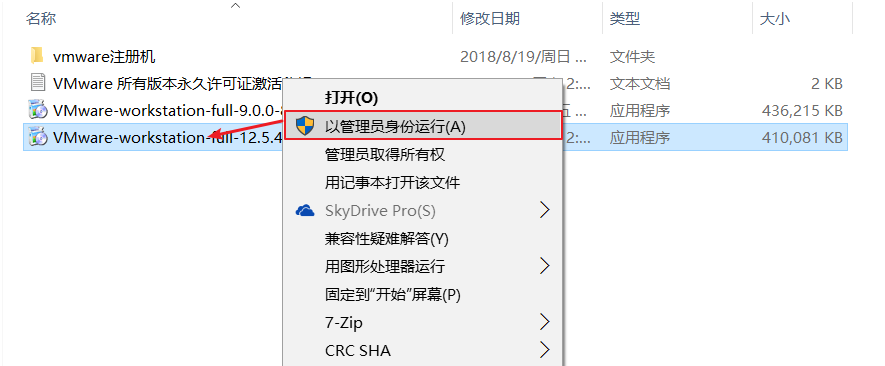 名称 修改日期 类型 大小
vmware注册机 2018/8/19/周日 ... 文件夹
VMware 所有版本永久许可证激活 2:... 文本文档 2 KB
VMware-workstation-full-9.0.0- 五 ... 应用程序 436,215 KB
VMware-workstation-full-12.5.4 2:... 应用程序 410,081 KB
打开(O)
以管理员身份运行(A)
管理员取得所有权
用记事本打开该文件
SkyDrive Pro(S)
兼容性疑难解答(Y)
用图形处理器运行
固定到“开始”屏幕(P)
7-Zip
CRC SHA